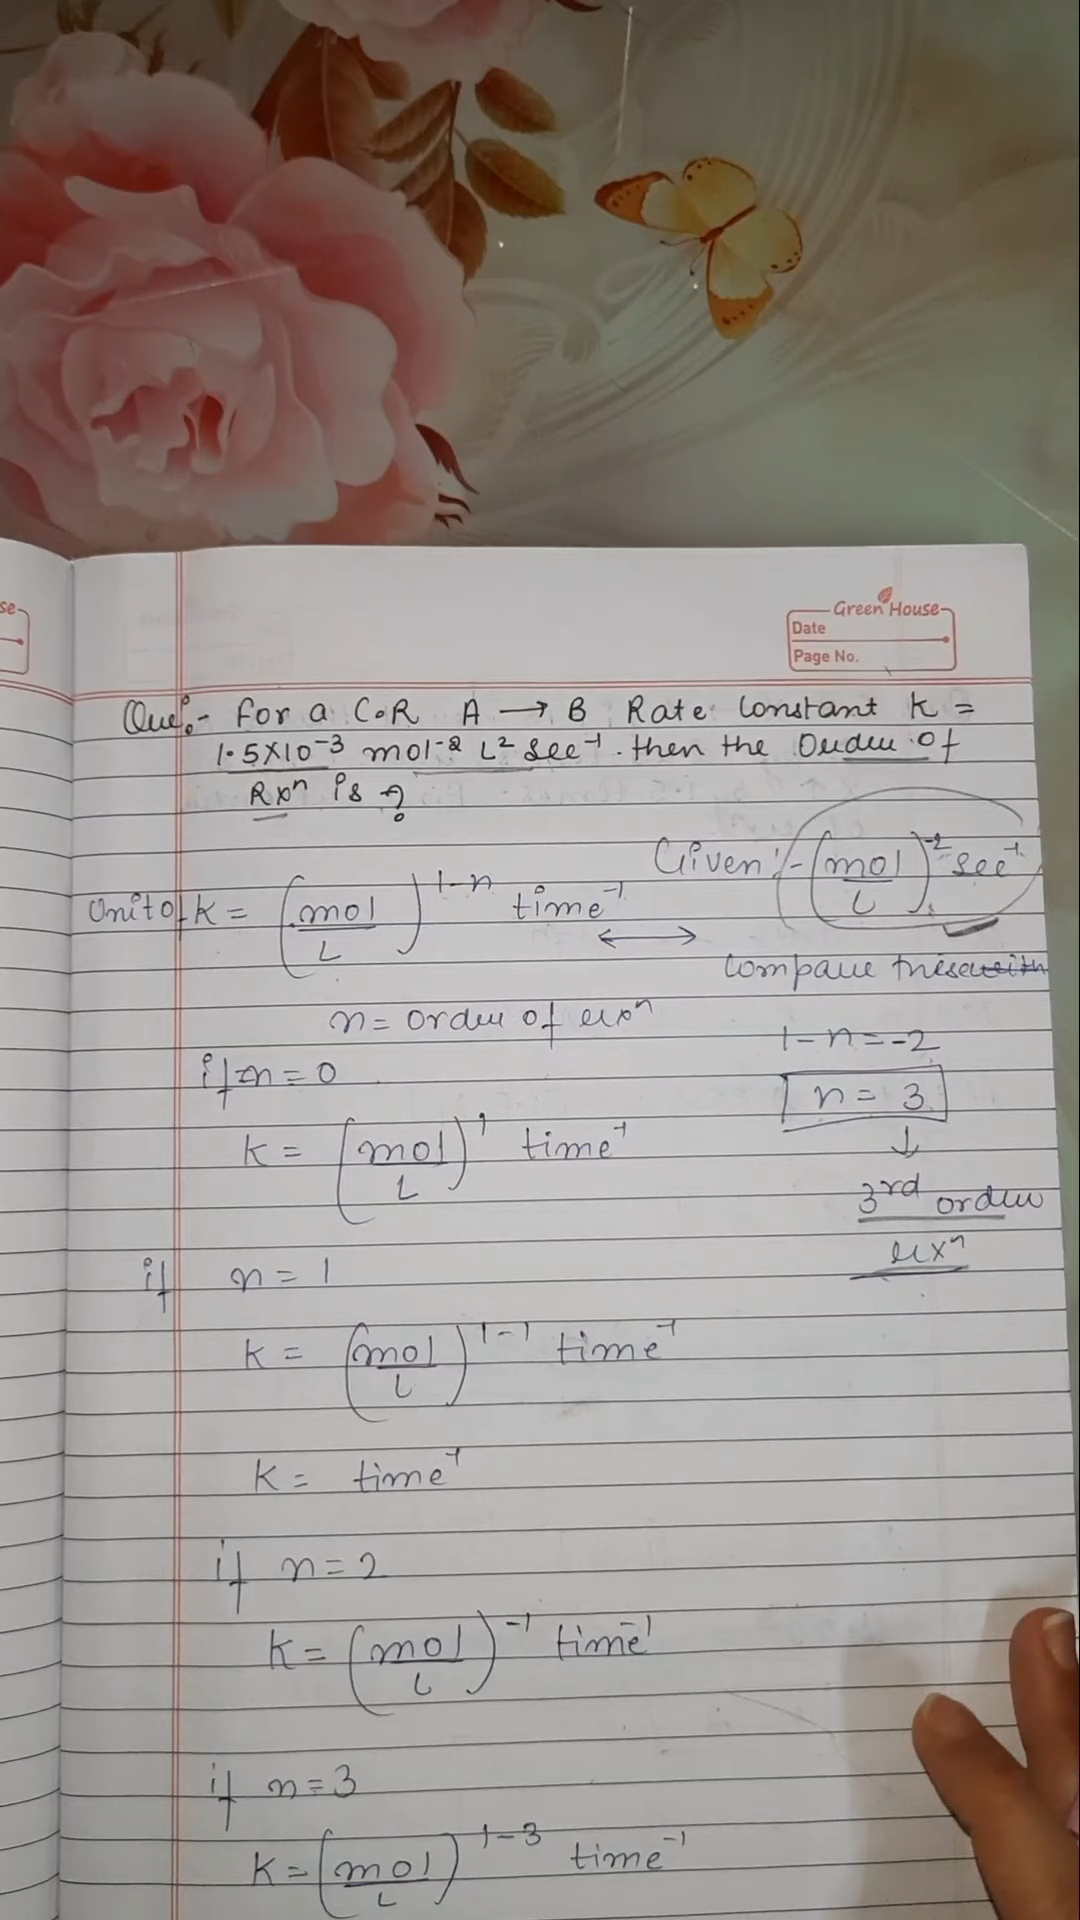 se
Green House
Date
Page No.
Que:- For a C.R A → B Rate Constant K =
1.5×10⁻³ mol⁻² L² sec⁻¹. then the Order of
Rxⁿ is ?
Given:- (mol/L)⁻² sec⁻¹
Unit of K = (mol/L)¹⁻ⁿ time⁻¹
↔
Compare these with
n = order of rxⁿ
1-n = -2
if n = 0
n = 3
K = (mol/L)¹ time⁻¹
↓
3rd order
rxⁿ
if n = 1
K = (mol/L)¹⁻¹ time⁻¹
K = time⁻¹
if n = 2
K = (mol/L)⁻¹ time⁻¹
if n = 3
K = (mol/L)¹⁻³ time⁻¹